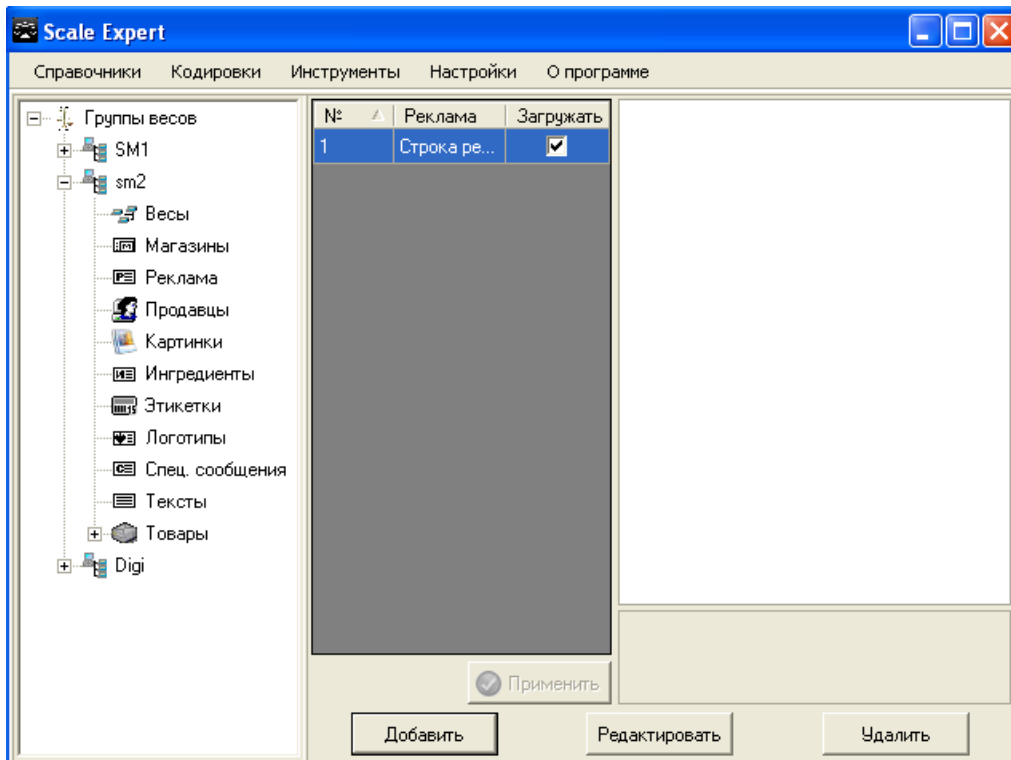 Scale Expert
Справочники Кодировки Инструменты Настройки О программе
Группы весов
SM1
sm2
Весы
Магазины
Реклама
Продавцы
Картинки
Ингредиенты
Этикетки
Логотипы
Спец. сообщения
Тексты
Товары
Digi
№ Реклама Загружать
1 Строка ре...
Применить
Добавить Редактировать Удалить